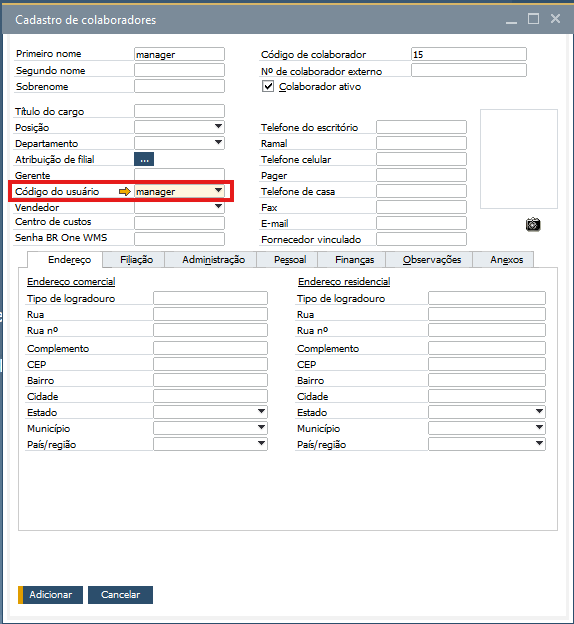 Cadastro de colaboradores
Primeiro nome manager Código de colaborador 15
Segundo nome Nº de colaborador externo
Sobrenome Colaborador ativo
Título do cargo
Posição Telefone do escritório
Departamento Ramal
Atribuição de filial ... Telefone celular
Gerente Pager
Código do usuário manager Telefone de casa
Vendedor Fax
Centro de custos E-mail
Senha BR One WMS Fornecedor vinculado
Endereço Filiação Administração Pessoal Finanças Observações Anexos
Endereço comercial Endereço residencial
Tipo de logradouro Tipo de logradouro
Rua Rua
Rua nº Rua nº
Complemento Complemento
CEP CEP
Bairro Bairro
Cidade Cidade
Estado Estado
Município Município
País/região País/região
Adicionar Cancelar